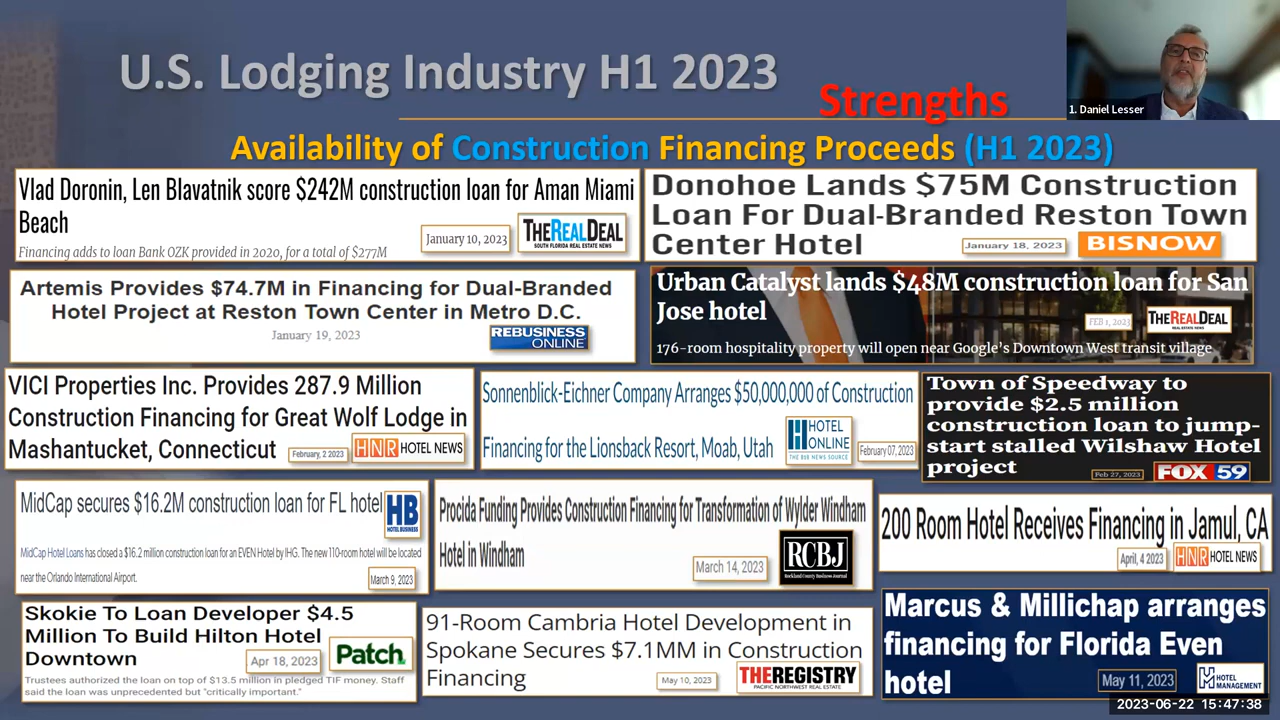 U.S. Lodging Industry H1 2023
Strengths
1. Daniel Lesser
Availability of Construction Financing Proceeds (H1 2023)
Vlad Doronin, Len Blavatnik score $242M construction loan for Aman Miami
Beach
January 10, 2023
THEREALDEAL
SOUTH FLORIDA REAL ESTATE NEWS
Financing adds to loan Bank OZK provided in 2020, for a total of $277M
Donohoe Lands $75M Construction
Loan For Dual-Branded Reston Town
Center Hotel
January 18, 2023
BISNOW
Artemis Provides $74.7M in Financing for Dual-Branded
Hotel Project at Reston Town Center in Metro D.C.
January 19, 2023
REBUSINESS
ONLINE
Urban Catalyst lands $48M construction loan for San
Jose hotel
FEB 1, 2023
THEREALDEAL
REAL ESTATE NEWS
176-room hospitality property will open near Google's Downtown West transit village
VICI Properties Inc. Provides 287.9 Million
Construction Financing for Great Wolf Lodge in
Mashantucket, Connecticut
February, 2 2023
HNR HOTEL NEWS
Sonnenblick-Eichner Company Arranges $50,000,000 of Construction
Financing for the Lionsback Resort, Moab, Utah
HOTEL
ONLINE
THE B2B NEWS SOURCE
February 07, 2023
Town of Speedway to
provide $2.5 million
construction loan to jump-
start stalled Wilshaw Hotel
project
Feb 27, 2023
FOX 59
MidCap secures $16.2M construction loan for FL hotel
HB
HOTEL BUSINESS
MidCap Hotel Loans has closed a $16.2 million construction loan for an EVEN Hotel by IHG. The new 110-room hotel will be located
near the Orlando International Airport.
March 9, 2023
Procida Funding Provides Construction Financing for Transformation of Wylder Windham
Hotel in Windham
March 14, 2023
RCBJ
Rockland County Business Journal
200 Room Hotel Receives Financing in Jamul, CA
April, 4 2023
HNR HOTEL NEWS
Skokie To Loan Developer $4.5
Million To Build Hilton Hotel
Downtown
Apr 18, 2023
Patch
Trustees authorized the loan on top of $13.5 million in pledged TIF money. Staff
said the loan was unprecedented but "critically important."
91-Room Cambria Hotel Development in
Spokane Secures $7.1MM in Construction
Financing
May 10, 2023
THEREGISTRY
PACIFIC NORTHWEST REAL ESTATE
Marcus & Millichap arranges
financing for Florida Even
hotel
May 11, 2023
HOTEL
MANAGEMENT
2023-06-22 15:47:38